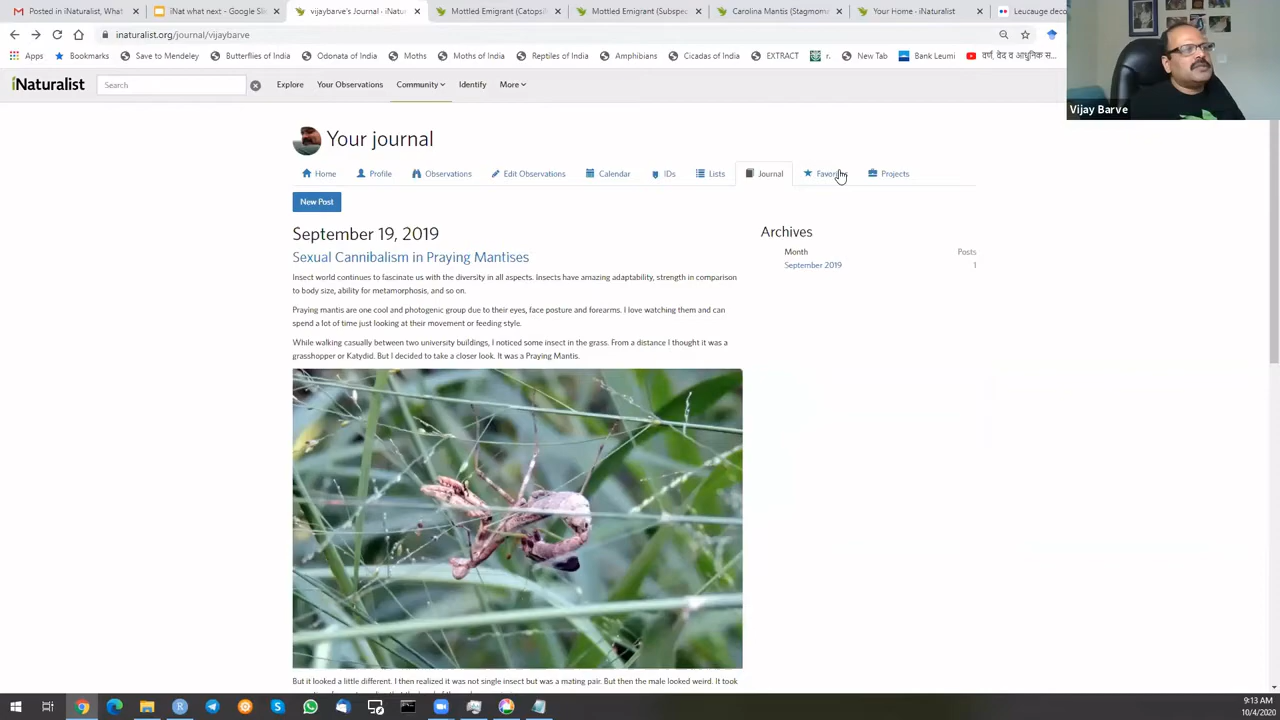 Posted in iNaturalist, What
iNat what next - Google Sli
vijaybarve's Journal · iNatur
Mottled Emigrant (Catopsi
Mottled Emigrant (Subspec
Carolina Mantis (Stagmom
Your Home · iNaturalist
Leucauge deco
inaturalist.org/journal/vijaybarve
Apps
Bookmarks
Save to Mendeley
Butterflies of India
Odonata of India
Moths
Moths of India
Reptiles of India
Amphibians
Cicadas of India
EXTRACT
r.
New Tab
Bank Leumi
वर्ण, वेद व आधुनिक स...
iNaturalist
Search
Explore
Your Observations
Community
Identify
More
Vijay Barve
Your journal
Home
Profile
Observations
Edit Observations
Calendar
IDs
Lists
Journal
Projects
New Post
September 19, 2019
Sexual Cannibalism in Praying Mantises
Insect world continues to fascinate us with the diversity in all aspects. Insects have amazing adaptability, strength in comparison
to body size, ability for metamorphosis, and so on.
Praying mantis are one cool and photogenic group due to their eyes, face posture and forearms. I love watching them and can
spend a lot of time just looking at their movement or feeding style.
While walking casually between two university buildings, I noticed some insect in the grass. From a distance I thought it was a
grasshopper or Katydid. But I decided to take a closer look. It was a Praying Mantis.
But it looked a little different. I then realized it was not single insect but was a mating pair. But then the male looked weird. It took
Archives
Month Posts
September 2019 1
9:13 AM
10/4/2020